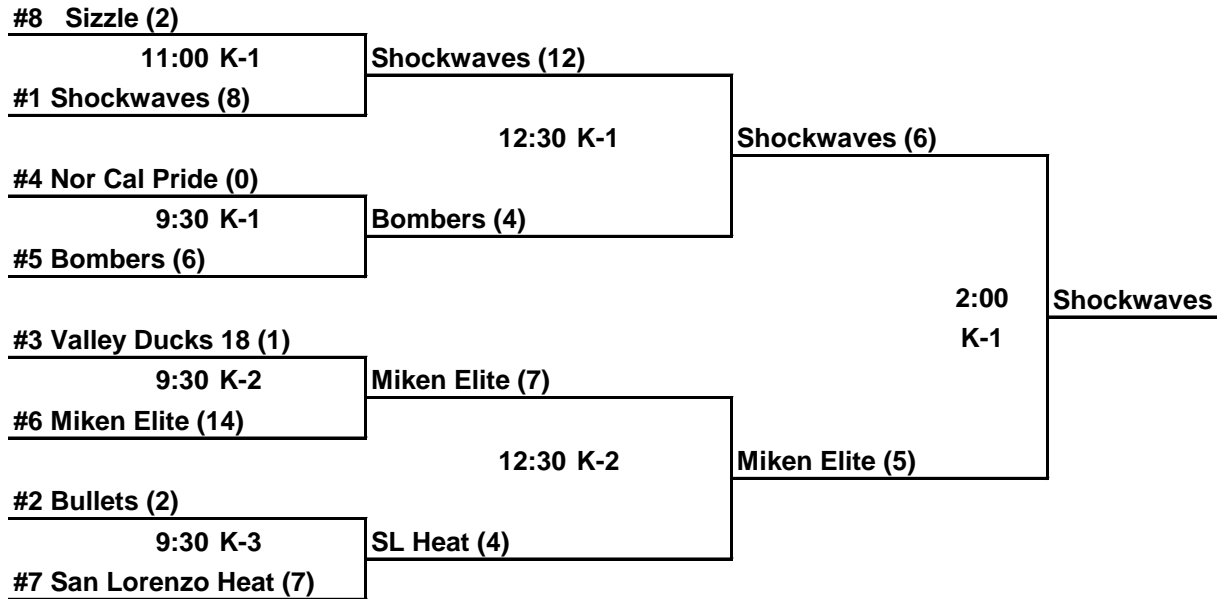 #8 Sizzle (2)
11:00 K-1
Shockwaves (12)
#1 Shockwaves (8)
12:30 K-1
Shockwaves (6)
#4 Nor Cal Pride (0)
9:30 K-1
Bombers (4)
#5 Bombers (6)
2:00
Shockwaves
K-1
#3 Valley Ducks 18 (1)
9:30 K-2
Miken Elite (7)
#6 Miken Elite (14)
12:30 K-2
Miken Elite (5)
#2 Bullets (2)
9:30 K-3
SL Heat (4)
#7 San Lorenzo Heat (7)